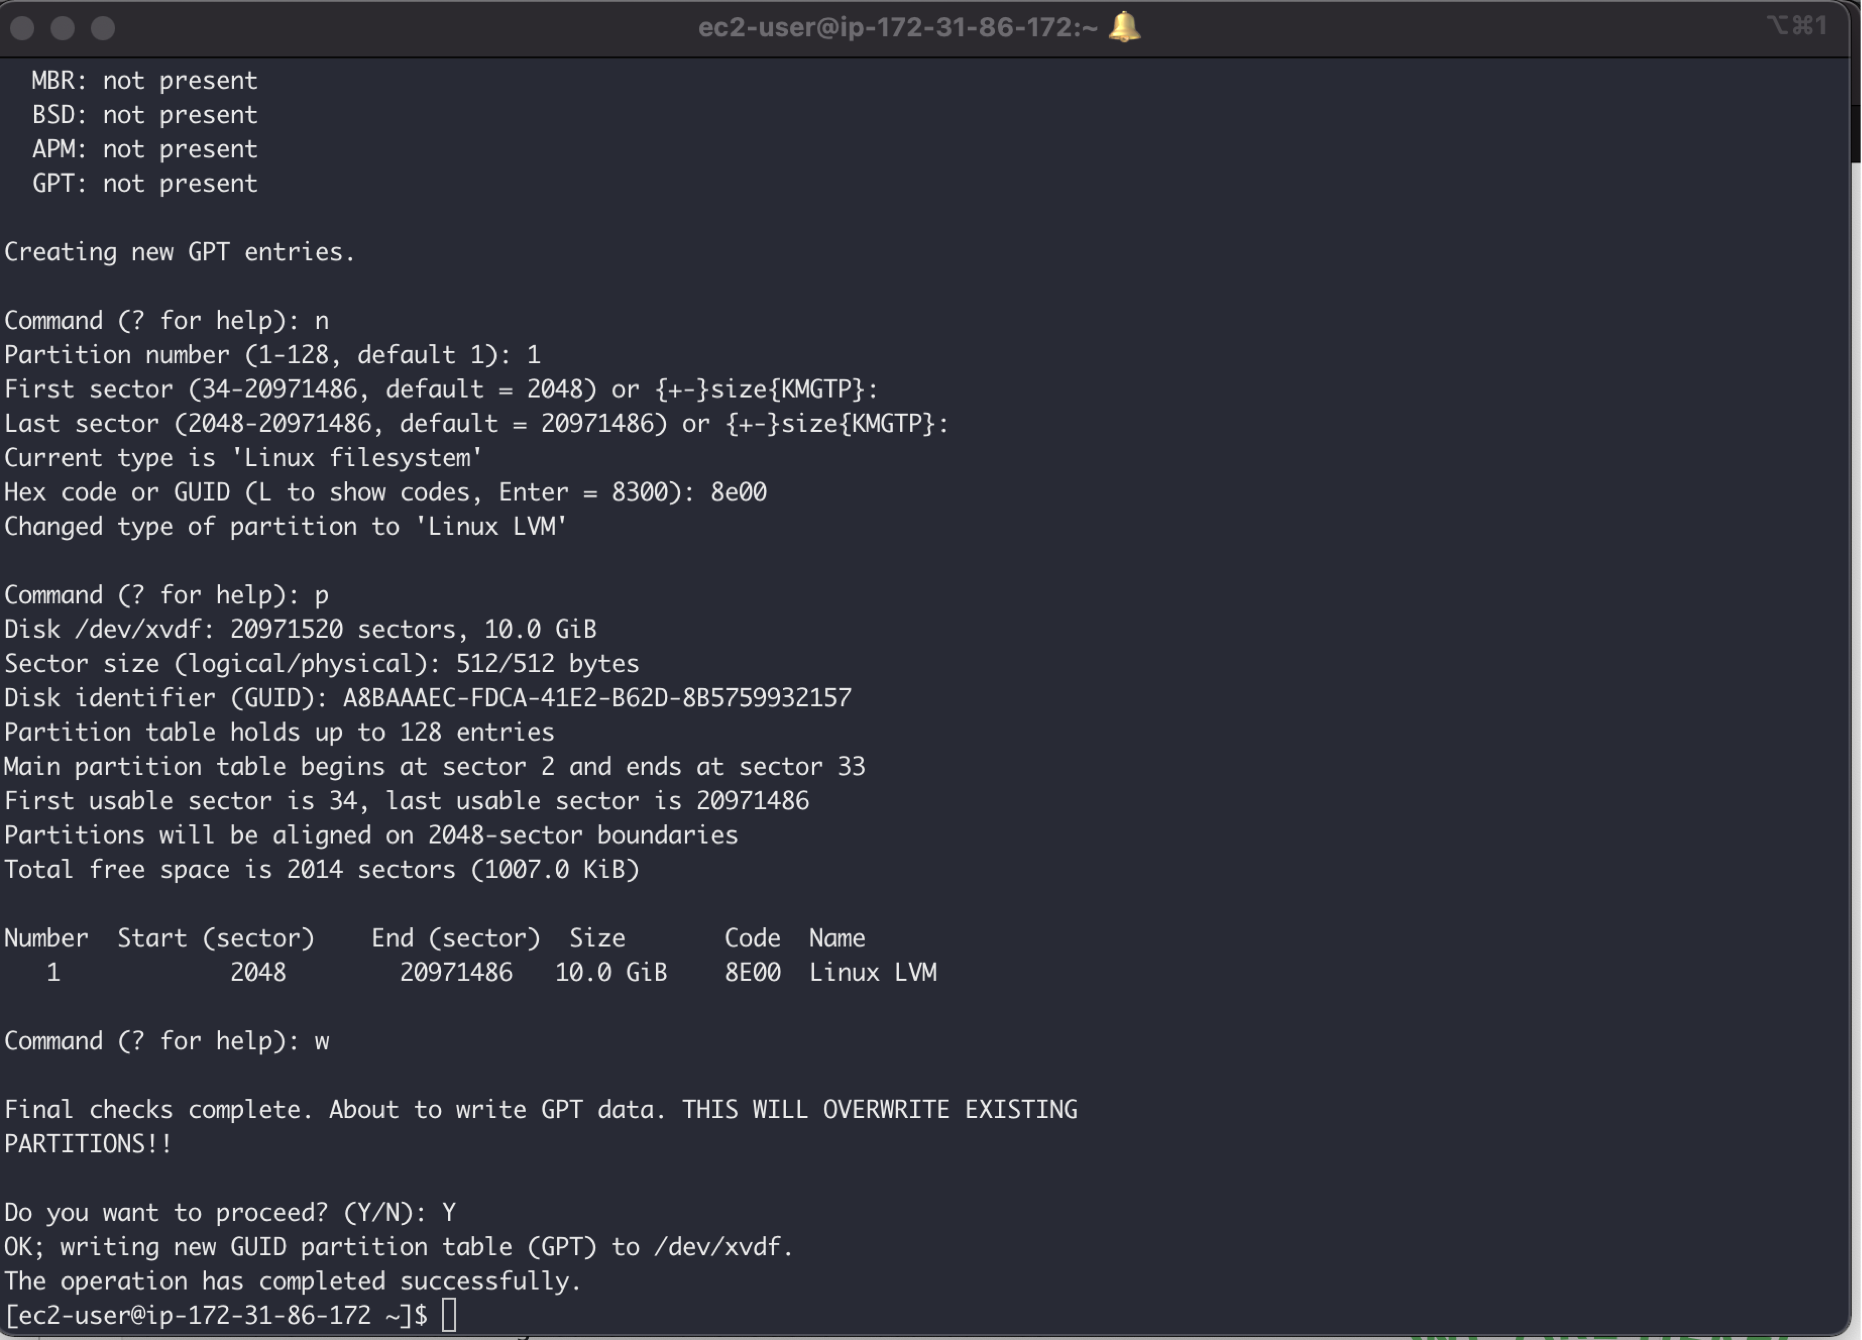 ec2-user@ip-172-31-86-172:~ 🔔
⌥⌘1
MBR: not present
BSD: not present
APM: not present
GPT: not present
Creating new GPT entries.
Command (? for help): n
Partition number (1-128, default 1): 1
First sector (34-20971486, default = 2048) or {+-}size{KMGTP}:
Last sector (2048-20971486, default = 20971486) or {+-}size{KMGTP}:
Current type is 'Linux filesystem'
Hex code or GUID (L to show codes, Enter = 8300): 8e00
Changed type of partition to 'Linux LVM'
Command (? for help): p
Disk /dev/xvdf: 20971520 sectors, 10.0 GiB
Sector size (logical/physical): 512/512 bytes
Disk identifier (GUID): A8BAAAEC-FDCA-41E2-B62D-8B5759932157
Partition table holds up to 128 entries
Main partition table begins at sector 2 and ends at sector 33
First usable sector is 34, last usable sector is 20971486
Partitions will be aligned on 2048-sector boundaries
Total free space is 2014 sectors (1007.0 KiB)
Number  Start (sector)    End (sector)  Size       Code  Name
   1            2048        20971486   10.0 GiB    8E00  Linux LVM
Command (? for help): w
Final checks complete. About to write GPT data. THIS WILL OVERWRITE EXISTING
PARTITIONS!!
Do you want to proceed? (Y/N): Y
OK; writing new GUID partition table (GPT) to /dev/xvdf.
The operation has completed successfully.
[ec2-user@ip-172-31-86-172 ~]$